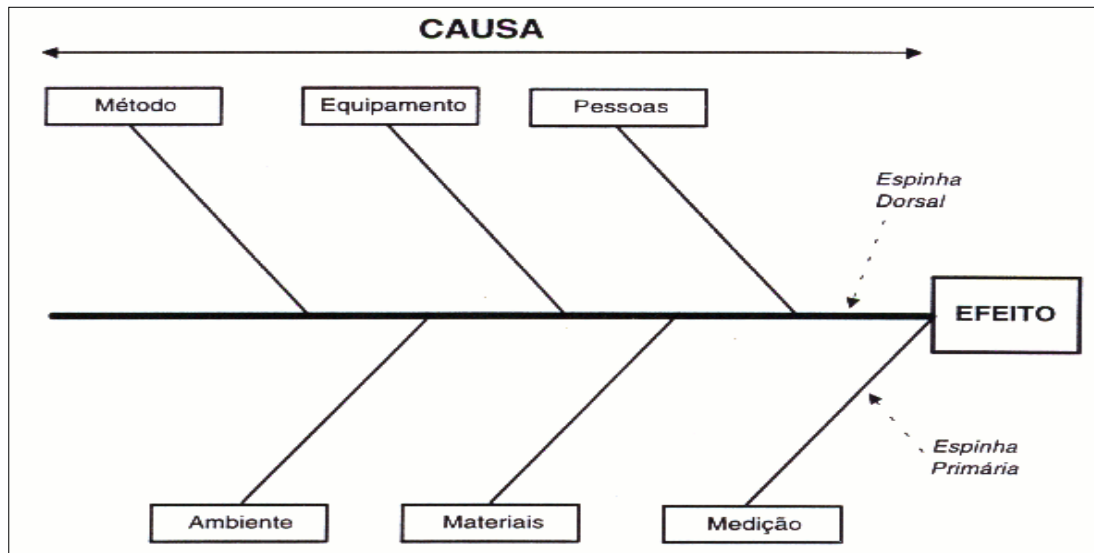 CAUSA
Método
Equipamento
Pessoas
Espinha
Dorsal
EFEITO
Espinha
Primária
Ambiente
Materiais
Medição